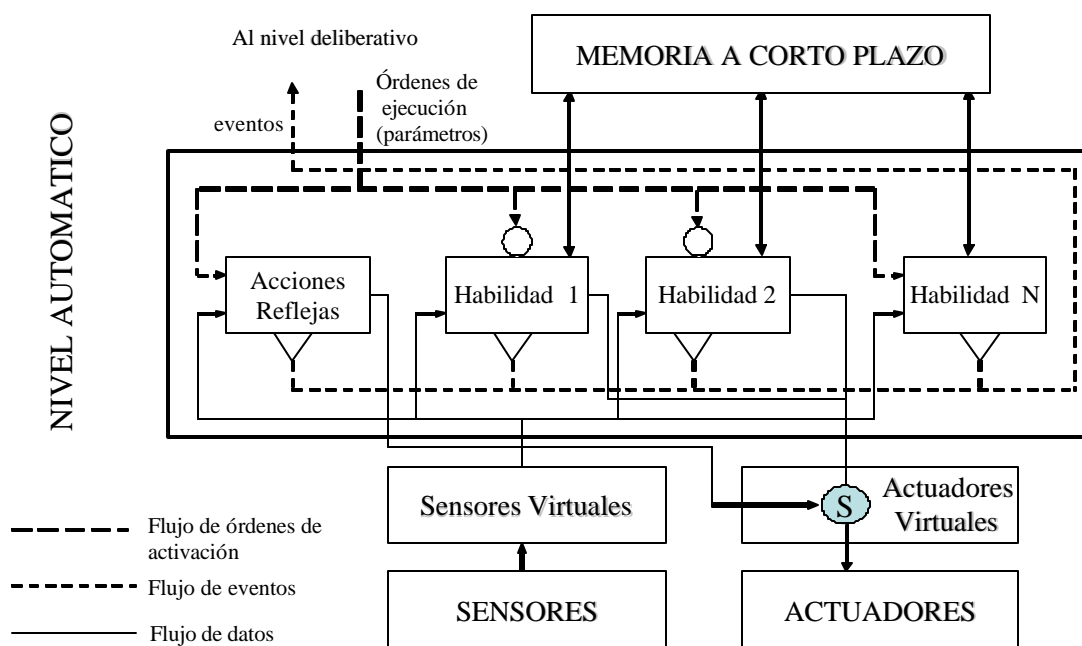 Al nivel deliberativo
MEMORIA A CORTO PLAZO
Órdenes de
ejecución
(parámetros)
eventos
NIVEL AUTOMATICO
Acciones
Reflejas
Habilidad 1
Habilidad 2
Habilidad N
Sensores Virtuales
S
Actuadores
Virtuales
SENSORES
ACTUADORES
Flujo de órdenes de
activación
Flujo de eventos
Flujo de datos